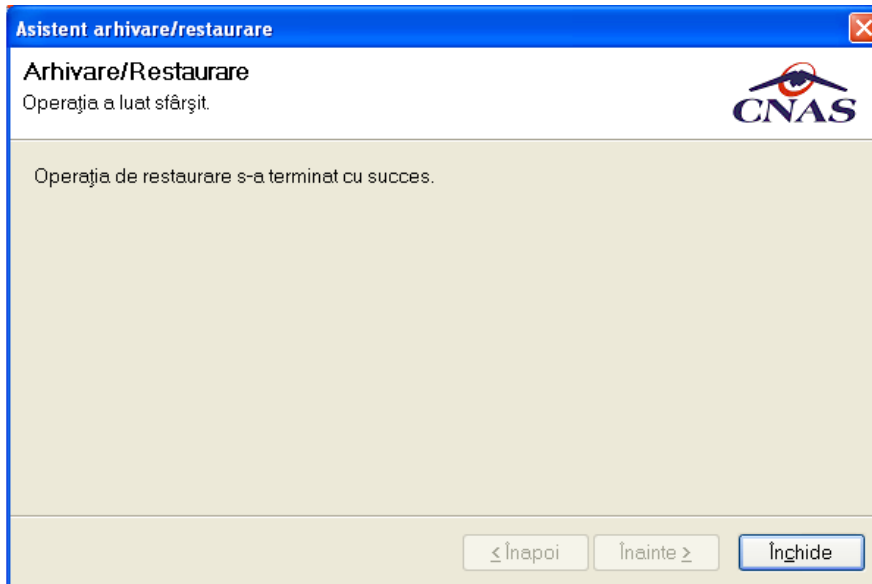 Asistent arhivare/restaurare
Arhivare/Restaurare
Operaţia a luat sfârşit.
CNAS
Operaţia de restaurare s-a terminat cu succes.
< Înapoi
Înainte >
Închide